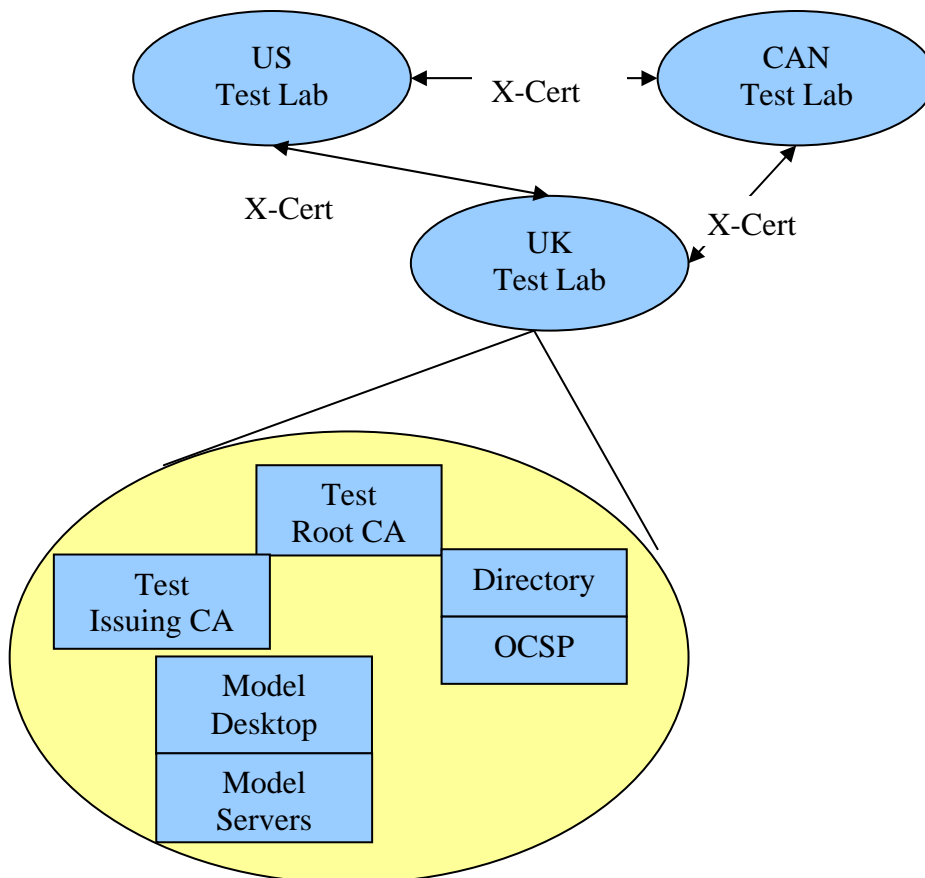 US
Test Lab
CAN
Test Lab
X-Cert
X-Cert
X-Cert
UK
Test Lab
Test
Root CA
Test
Issuing CA
Directory
OCSP
Model
Desktop
Model
Servers